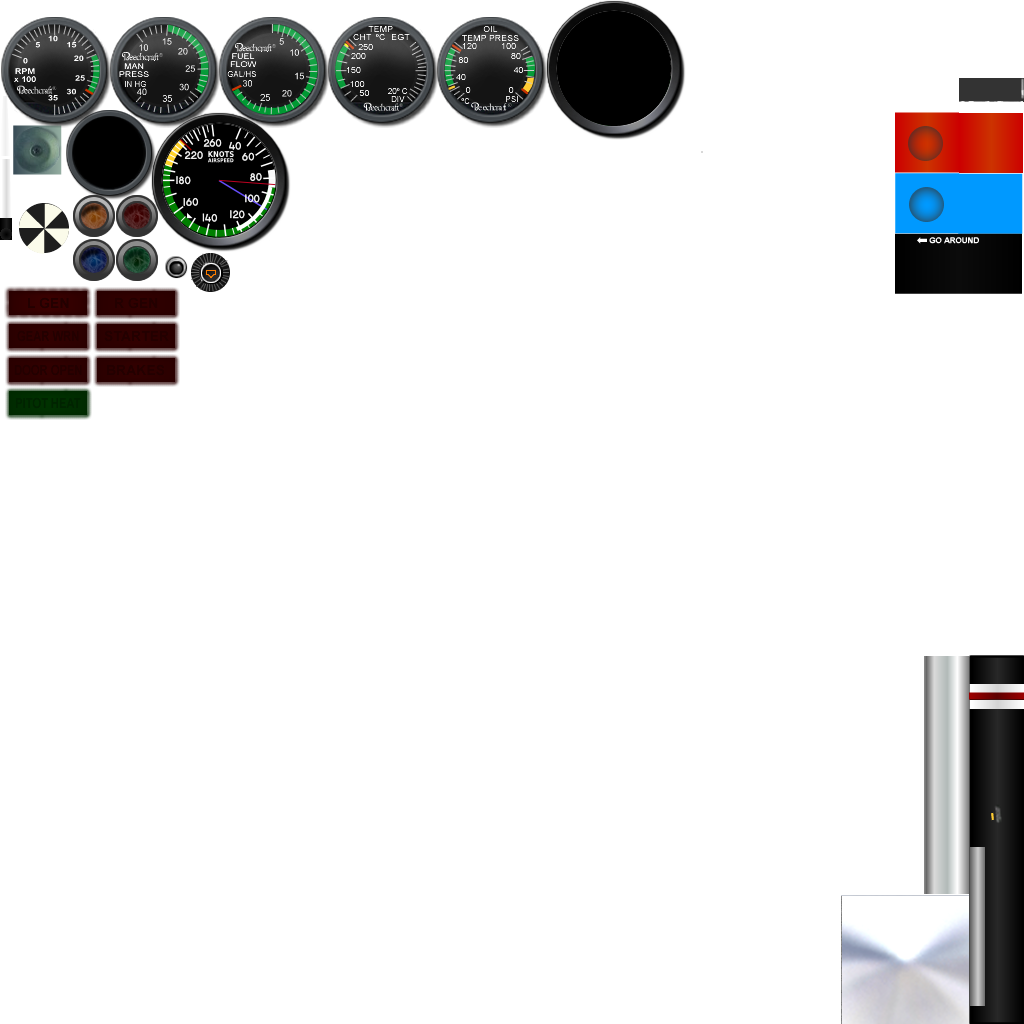 5 10 15
0 20
RPM
x 100
30
Beechcraft
35
10 15
Beechcraft 20
MAN
PRESS 25
IN HG 30
40 35
5
Beechcraft 10
FUEL
FLOW
GAL/HS 15
30
25 20
TEMP
CHT °C EGT
250
200
150
100
50 20°C
DIV
Beechcraft
OIL
TEMP PRESS
120 100
80 80
40 40
0 0
°C PSI
Beechcraft
260 40
220 KNOTS 60
AIRSPEED
180 80
160 100
140 120
GO AROUND
PITOT HEAT